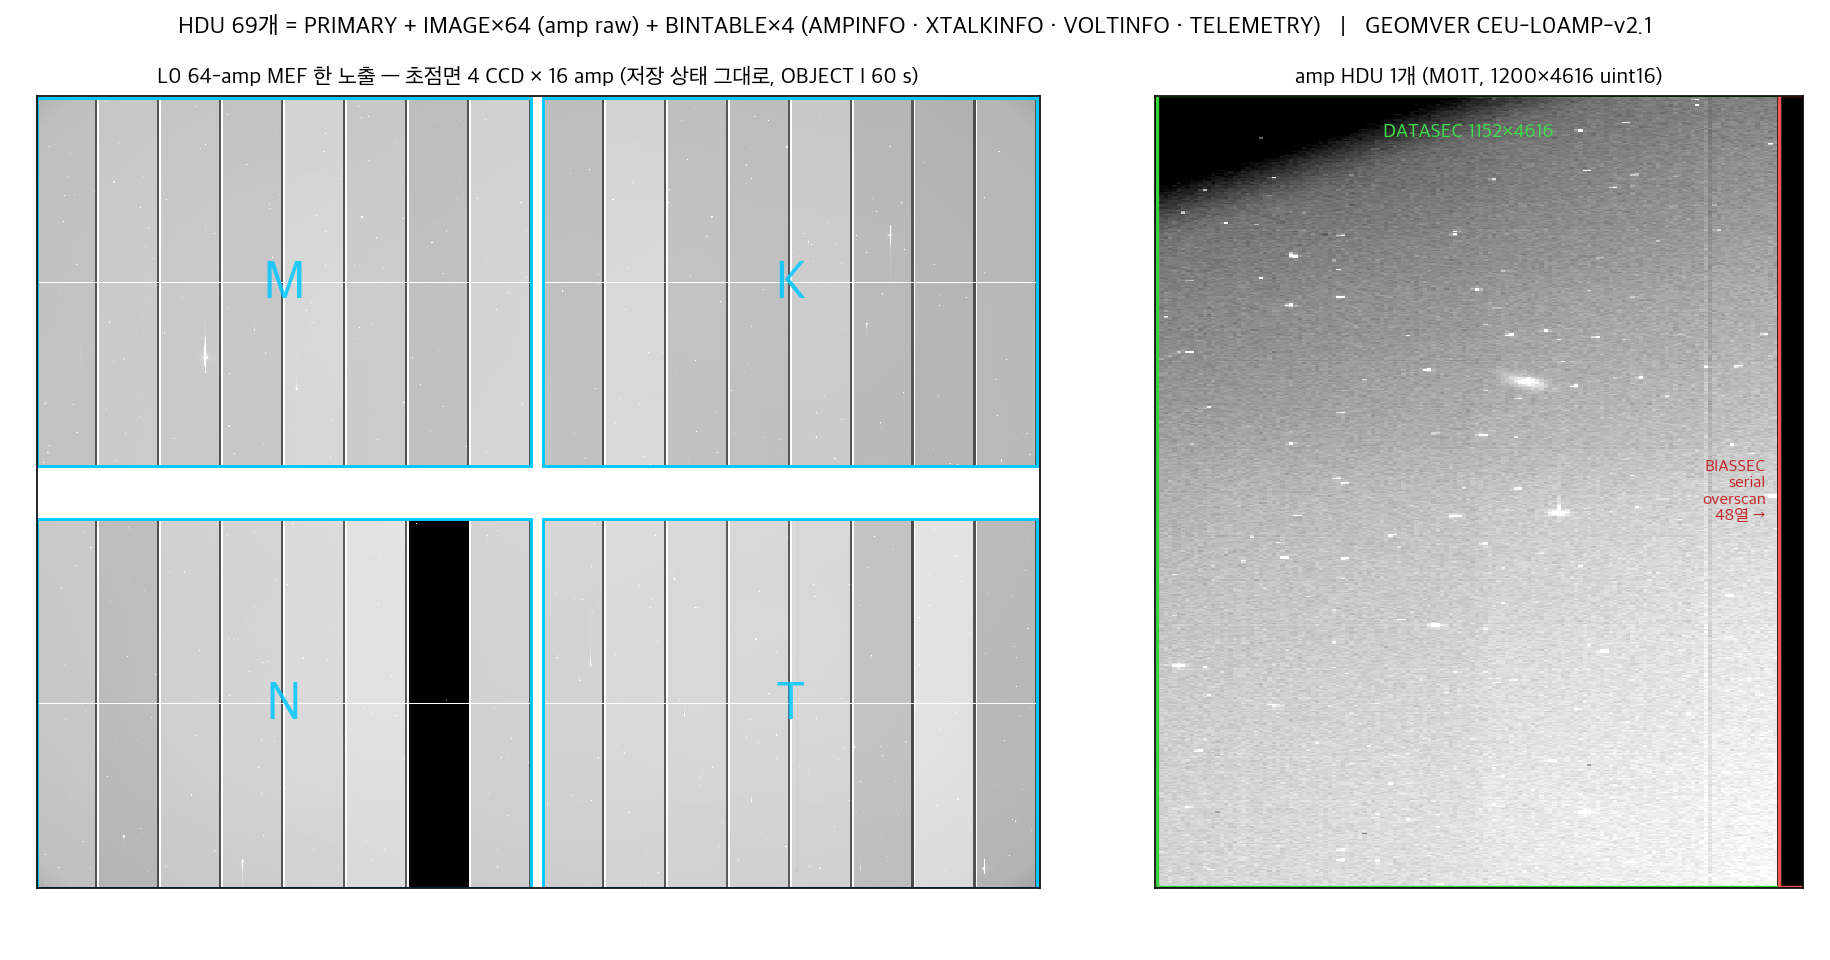 HDU 69개 = PRIMARY + IMAGE×64 (amp raw) + BINTABLE×4 (AMPINFO · XTALKINFO · VOLTINFO · TELEMETRY) | GEOMVER CEU-L0AMP-v2.1
L0 64-amp MEF 한 노출 — 초점면 4 CCD × 16 amp (저장 상태 그대로, OBJECT I 60 s)
M
K
N
T
amp HDU 1개 (M01T, 1200×4616 uint16)
DATASEC 1152×4616
BIASSEC
serial
overscan
48열 →